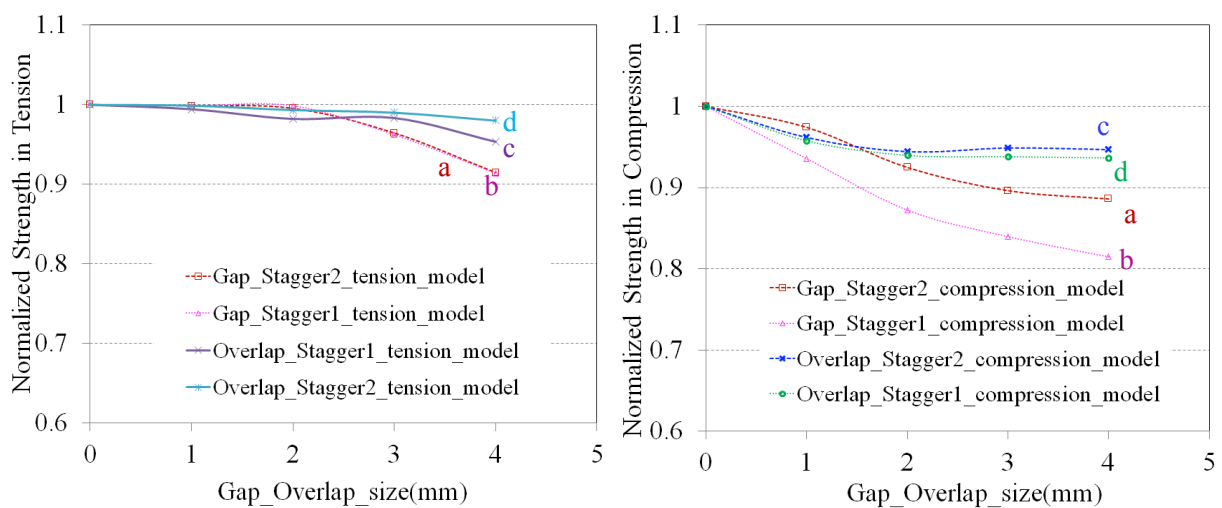 Normalized Strength in Tension
1.1
1
0.9
0.8
0.7
0.6
d
c
a
b
Gap_Stagger2_tension_model
Gap_Stagger1_tension_model
Overlap_Stagger1_tension_model
Overlap_Stagger2_tension_model
0 1 2 3 4 5
Gap_Overlap_size(mm)
Normalized Strength in Compression
1.1
1
0.9
0.8
0.7
0.6
c
d
a
b
Gap_Stagger2_compression_model
Gap_Stagger1_compression_model
Overlap_Stagger2_compression_model
Overlap_Stagger1_compression_model
0 1 2 3 4 5
Gap_Overlap_size(mm)